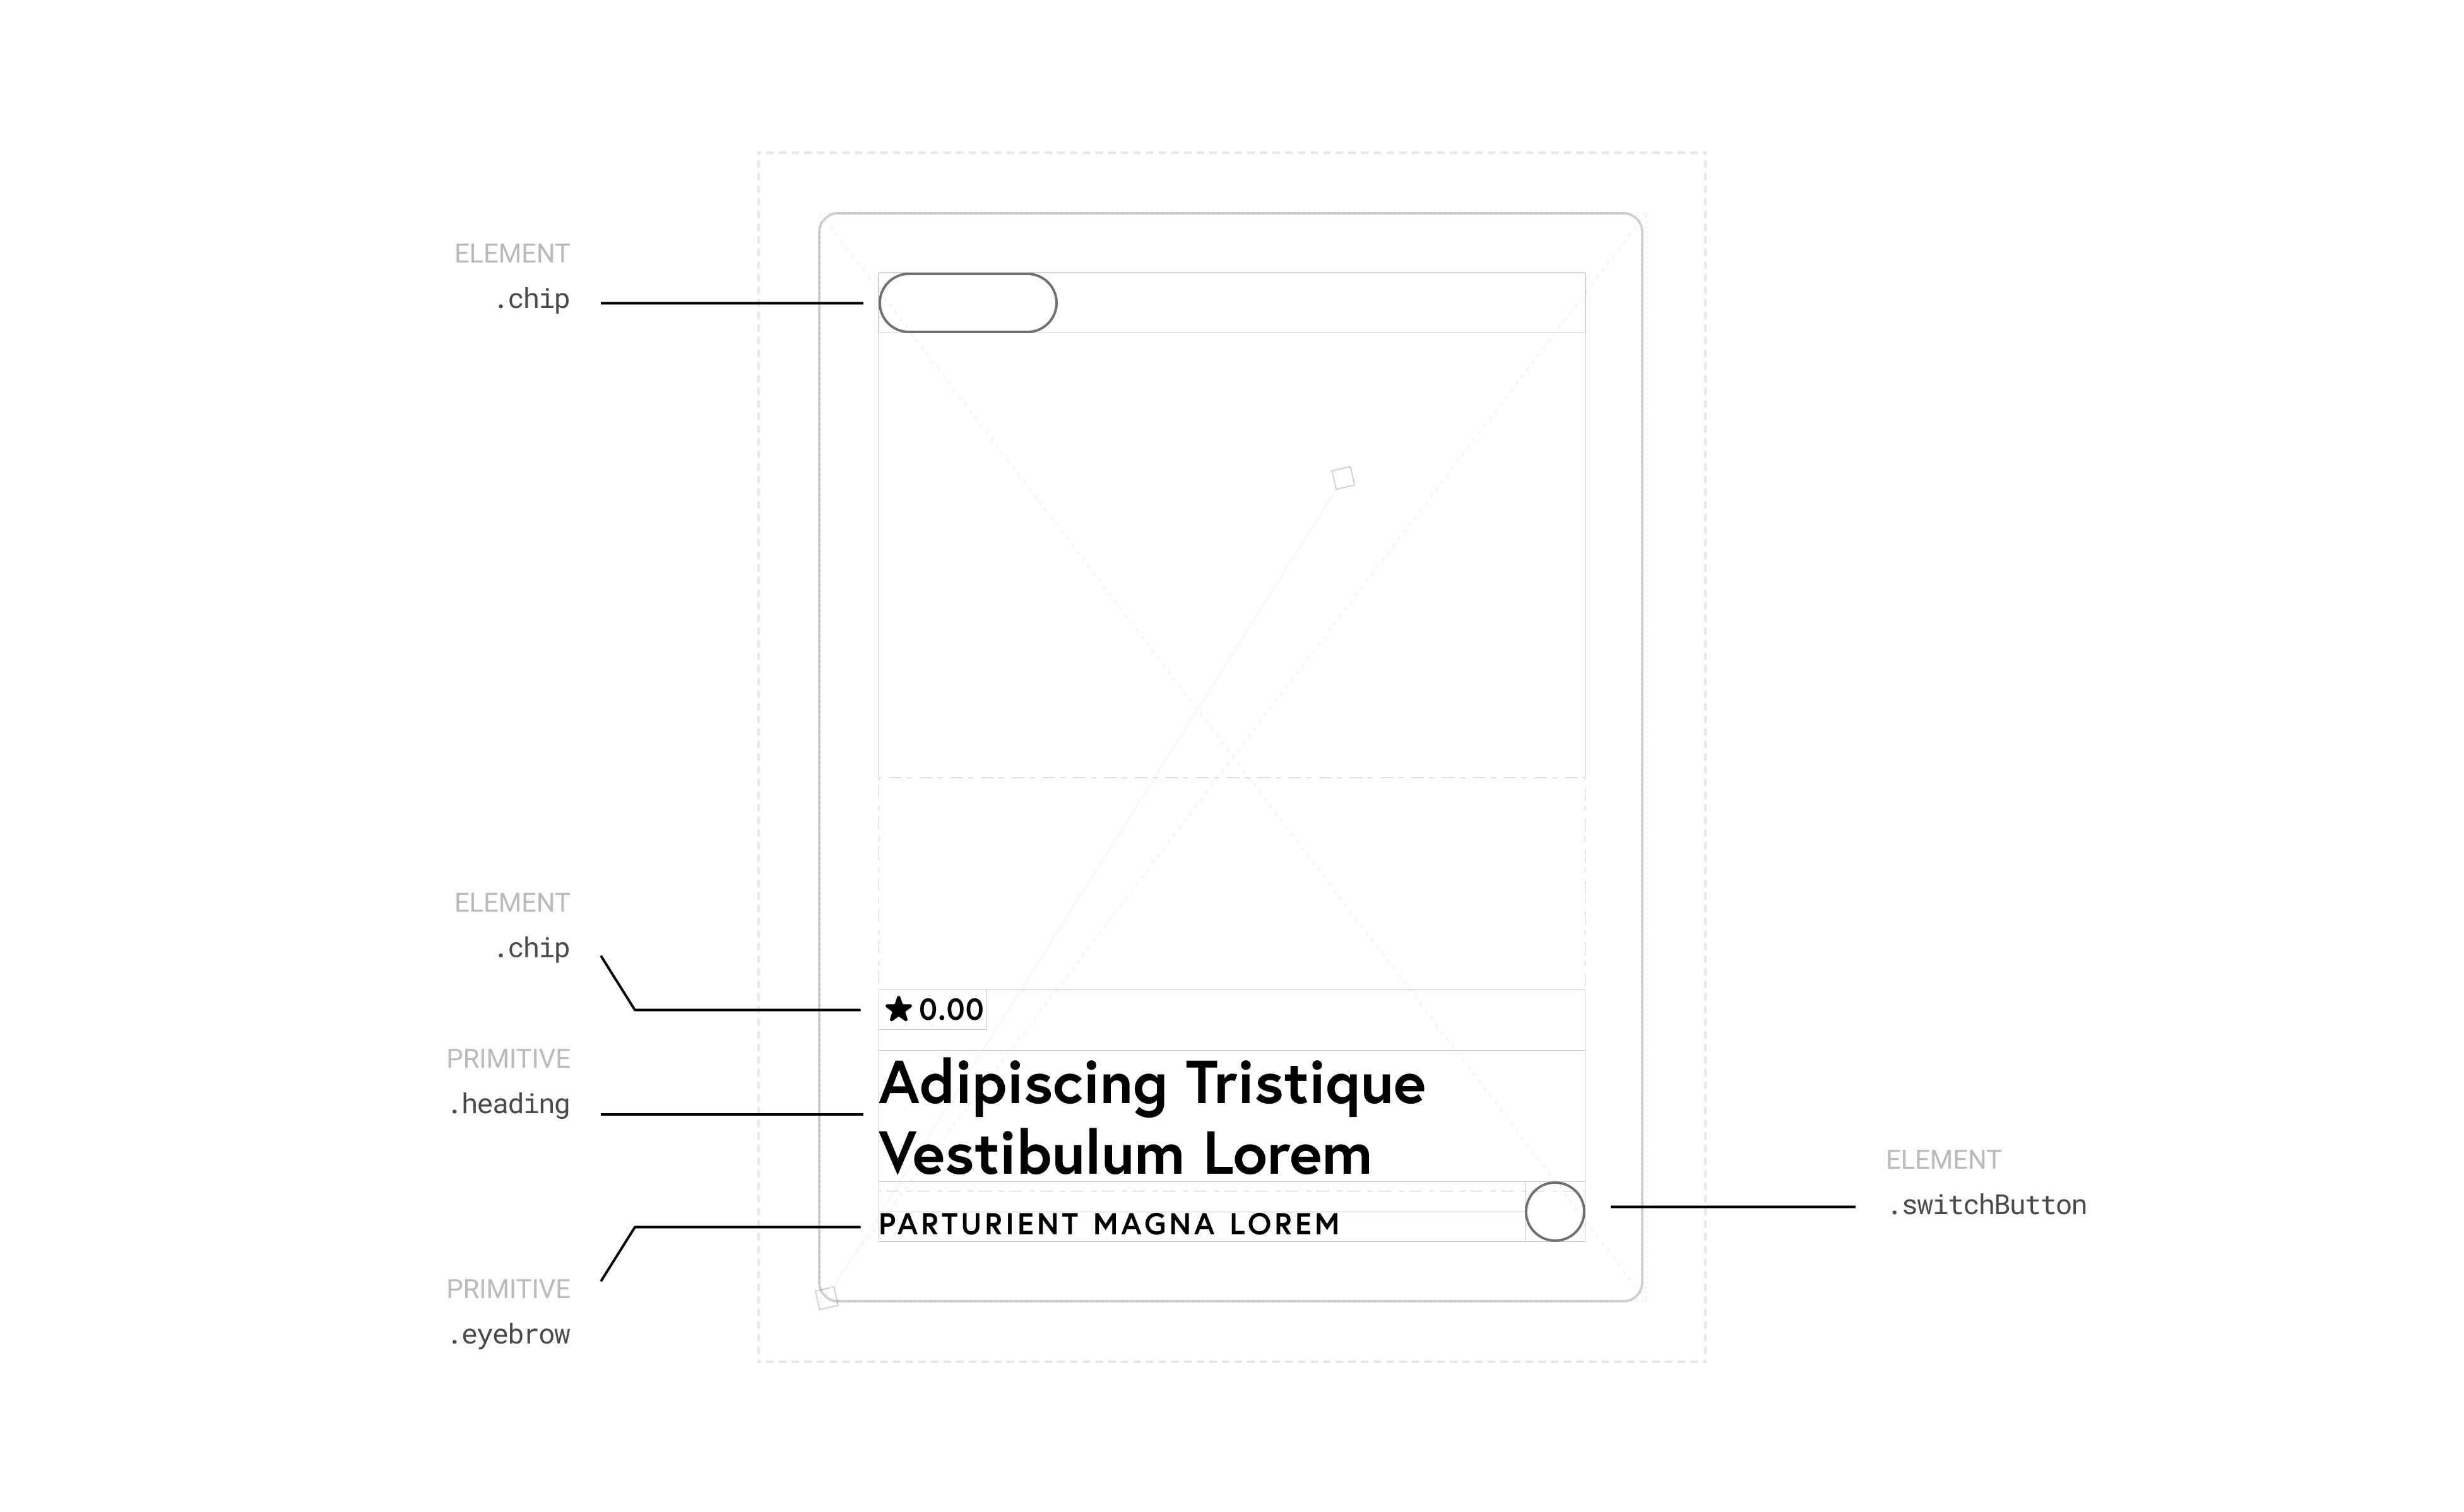 ELEMENT
.chip
ELEMENT
.chip
★ 0.00
PRIMITIVE
.heading
Adipiscing Tristique
Vestibulum Lorem
ELEMENT
.switchButton
PARTURIENT MAGNA LOREM
PRIMITIVE
.eyebrow